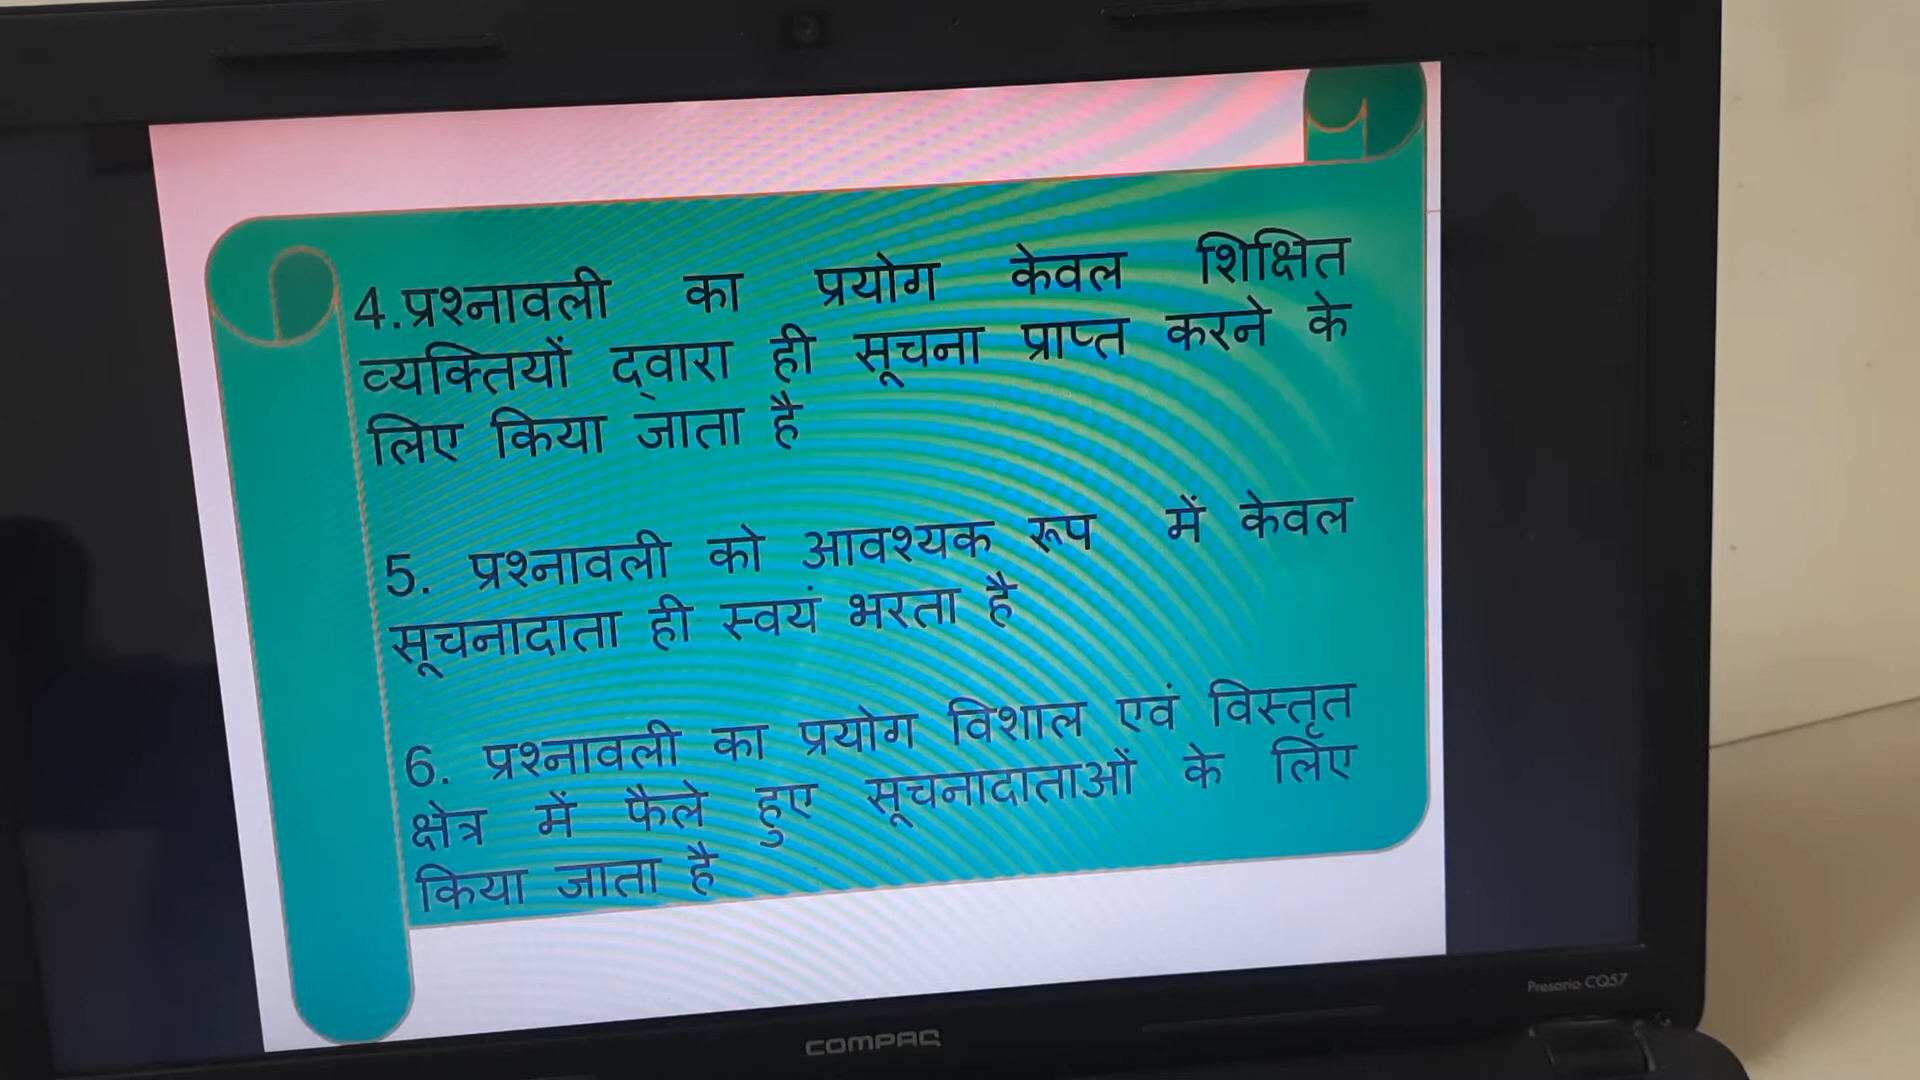 4.प्रश्नावली का प्रयोग केवल शिक्षित
व्यक्तियों द्वारा ही सूचना प्राप्त करने के
लिए किया जाता है
5. प्रश्नावली को आवश्यक रूप में केवल
सूचनादाता ही स्वयं भरता है
6. प्रश्नावली का प्रयोग विशाल एवं विस्तृत
क्षेत्र में फैले हुए सूचनादाताओं के लिए
किया जाता है
Presario CQ57
COMPAQ